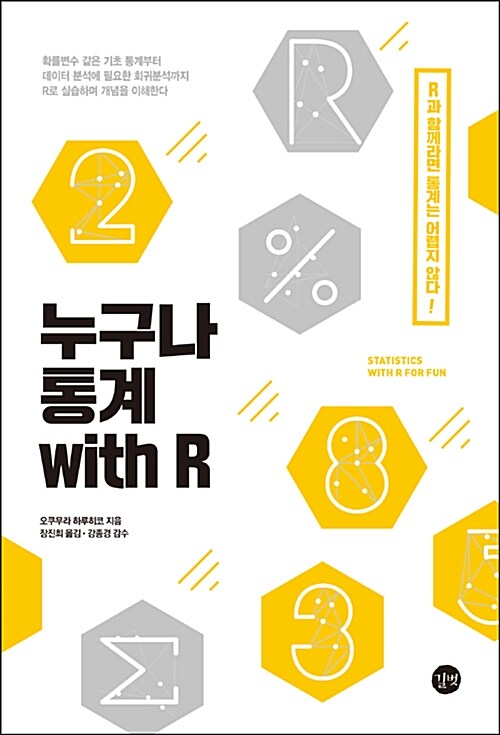 확률변수 같은 기초 통계부터
데이터 분석에 필요한 회귀분석까지
R로 실습하며 개념을 이해한다
R
R과 함께라면 통계는 어렵지 않다!
2
%
누구나
통계
with R
STATISTICS
WITH R FOR FUN
8
오쿠무라 하루히코 지음
장진희 옮김 · 강종경 감수
Σ
3
5
길벗